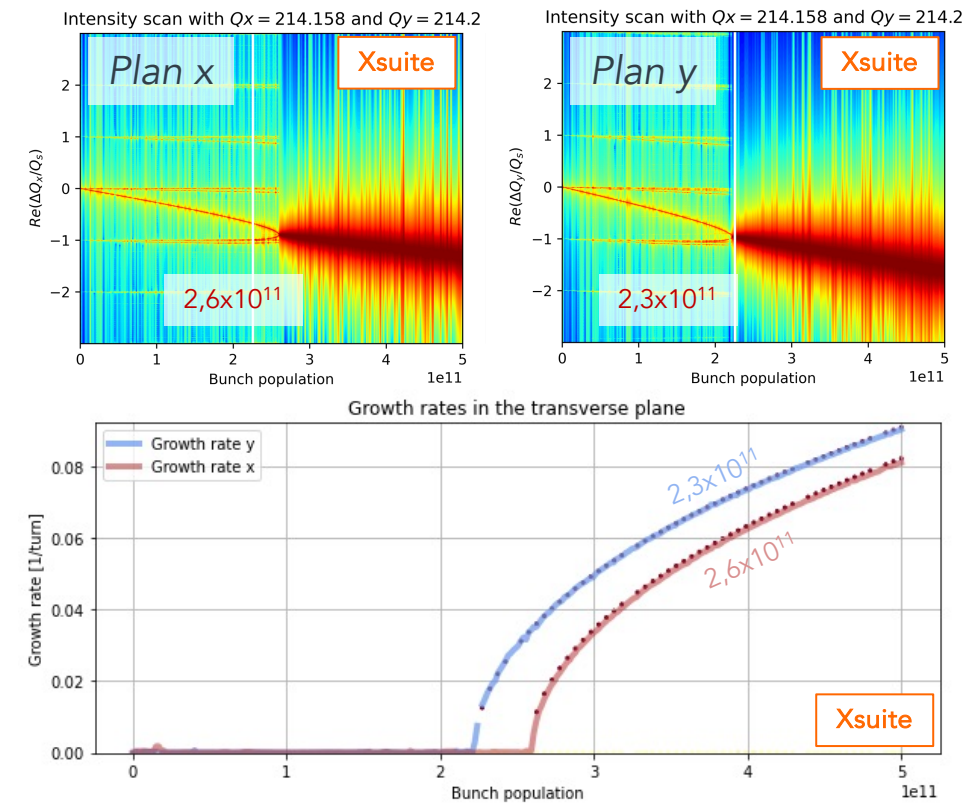 Intensity scan with Qx = 214.158 and Qy = 214.2
Plan x
Xsuite
2
1
0
−1
−2
Re(ΔQx/Qs)
2,6x10¹¹
0 1 2 3 4 5
1e11
Bunch population
Intensity scan with Qx = 214.158 and Qy = 214.2
Plan y
Xsuite
2
1
0
−1
−2
Re(ΔQy/Qs)
2,3x10¹¹
0 1 2 3 4 5
1e11
Bunch population
Growth rates in the transverse plane
Growth rate y
Growth rate x
0.08
0.06
0.04
0.02
0.00
Growth rate [1/turn]
2,3x10¹¹
2,6x10¹¹
Xsuite
0 1 2 3 4 5
1e11
Bunch population